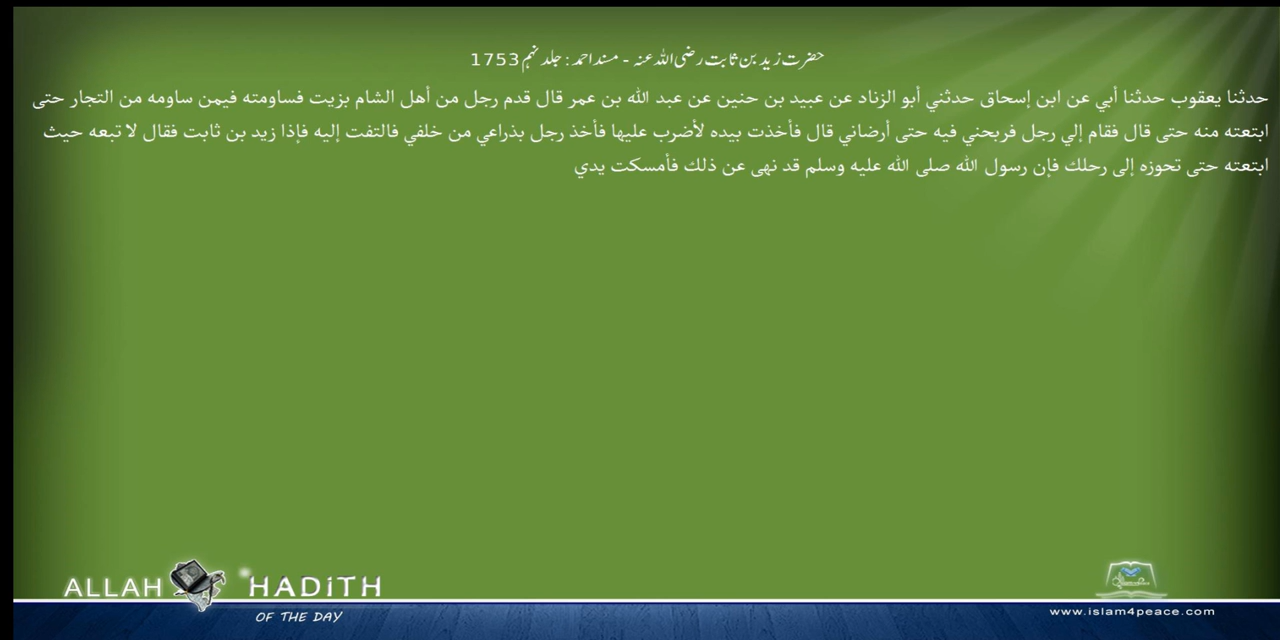 حضرت زید بن ثابت رضی اللہ عنہ - مسند احمد: جلد نہم 1753
حدثنا يعقوب حدثنا أبي عن ابن إسحاق حدثني أبو الزناد عن عبيد بن حنين عن عبد الله بن عمر قال قدم رجل من أهل الشام بزيت فساومته فيمن ساومه من التجار حتى
ابتعته منه حتى قال فقام إلي رجل فربحني فيه حتى أرضاني قال فأخذت بيده لأضرب عليها فأخذ رجل بذراعي من خلفي فالتفت إليه فإذا زيد بن ثابت فقال لا تبعه حيث
ابتعته حتى تحوزه إلى رحلك فإن رسول الله صلى الله عليه وسلم قد نهى عن ذلك فأمسكت يدي
ALLAH HADITH
OF THE DAY
www.islam4peace.com